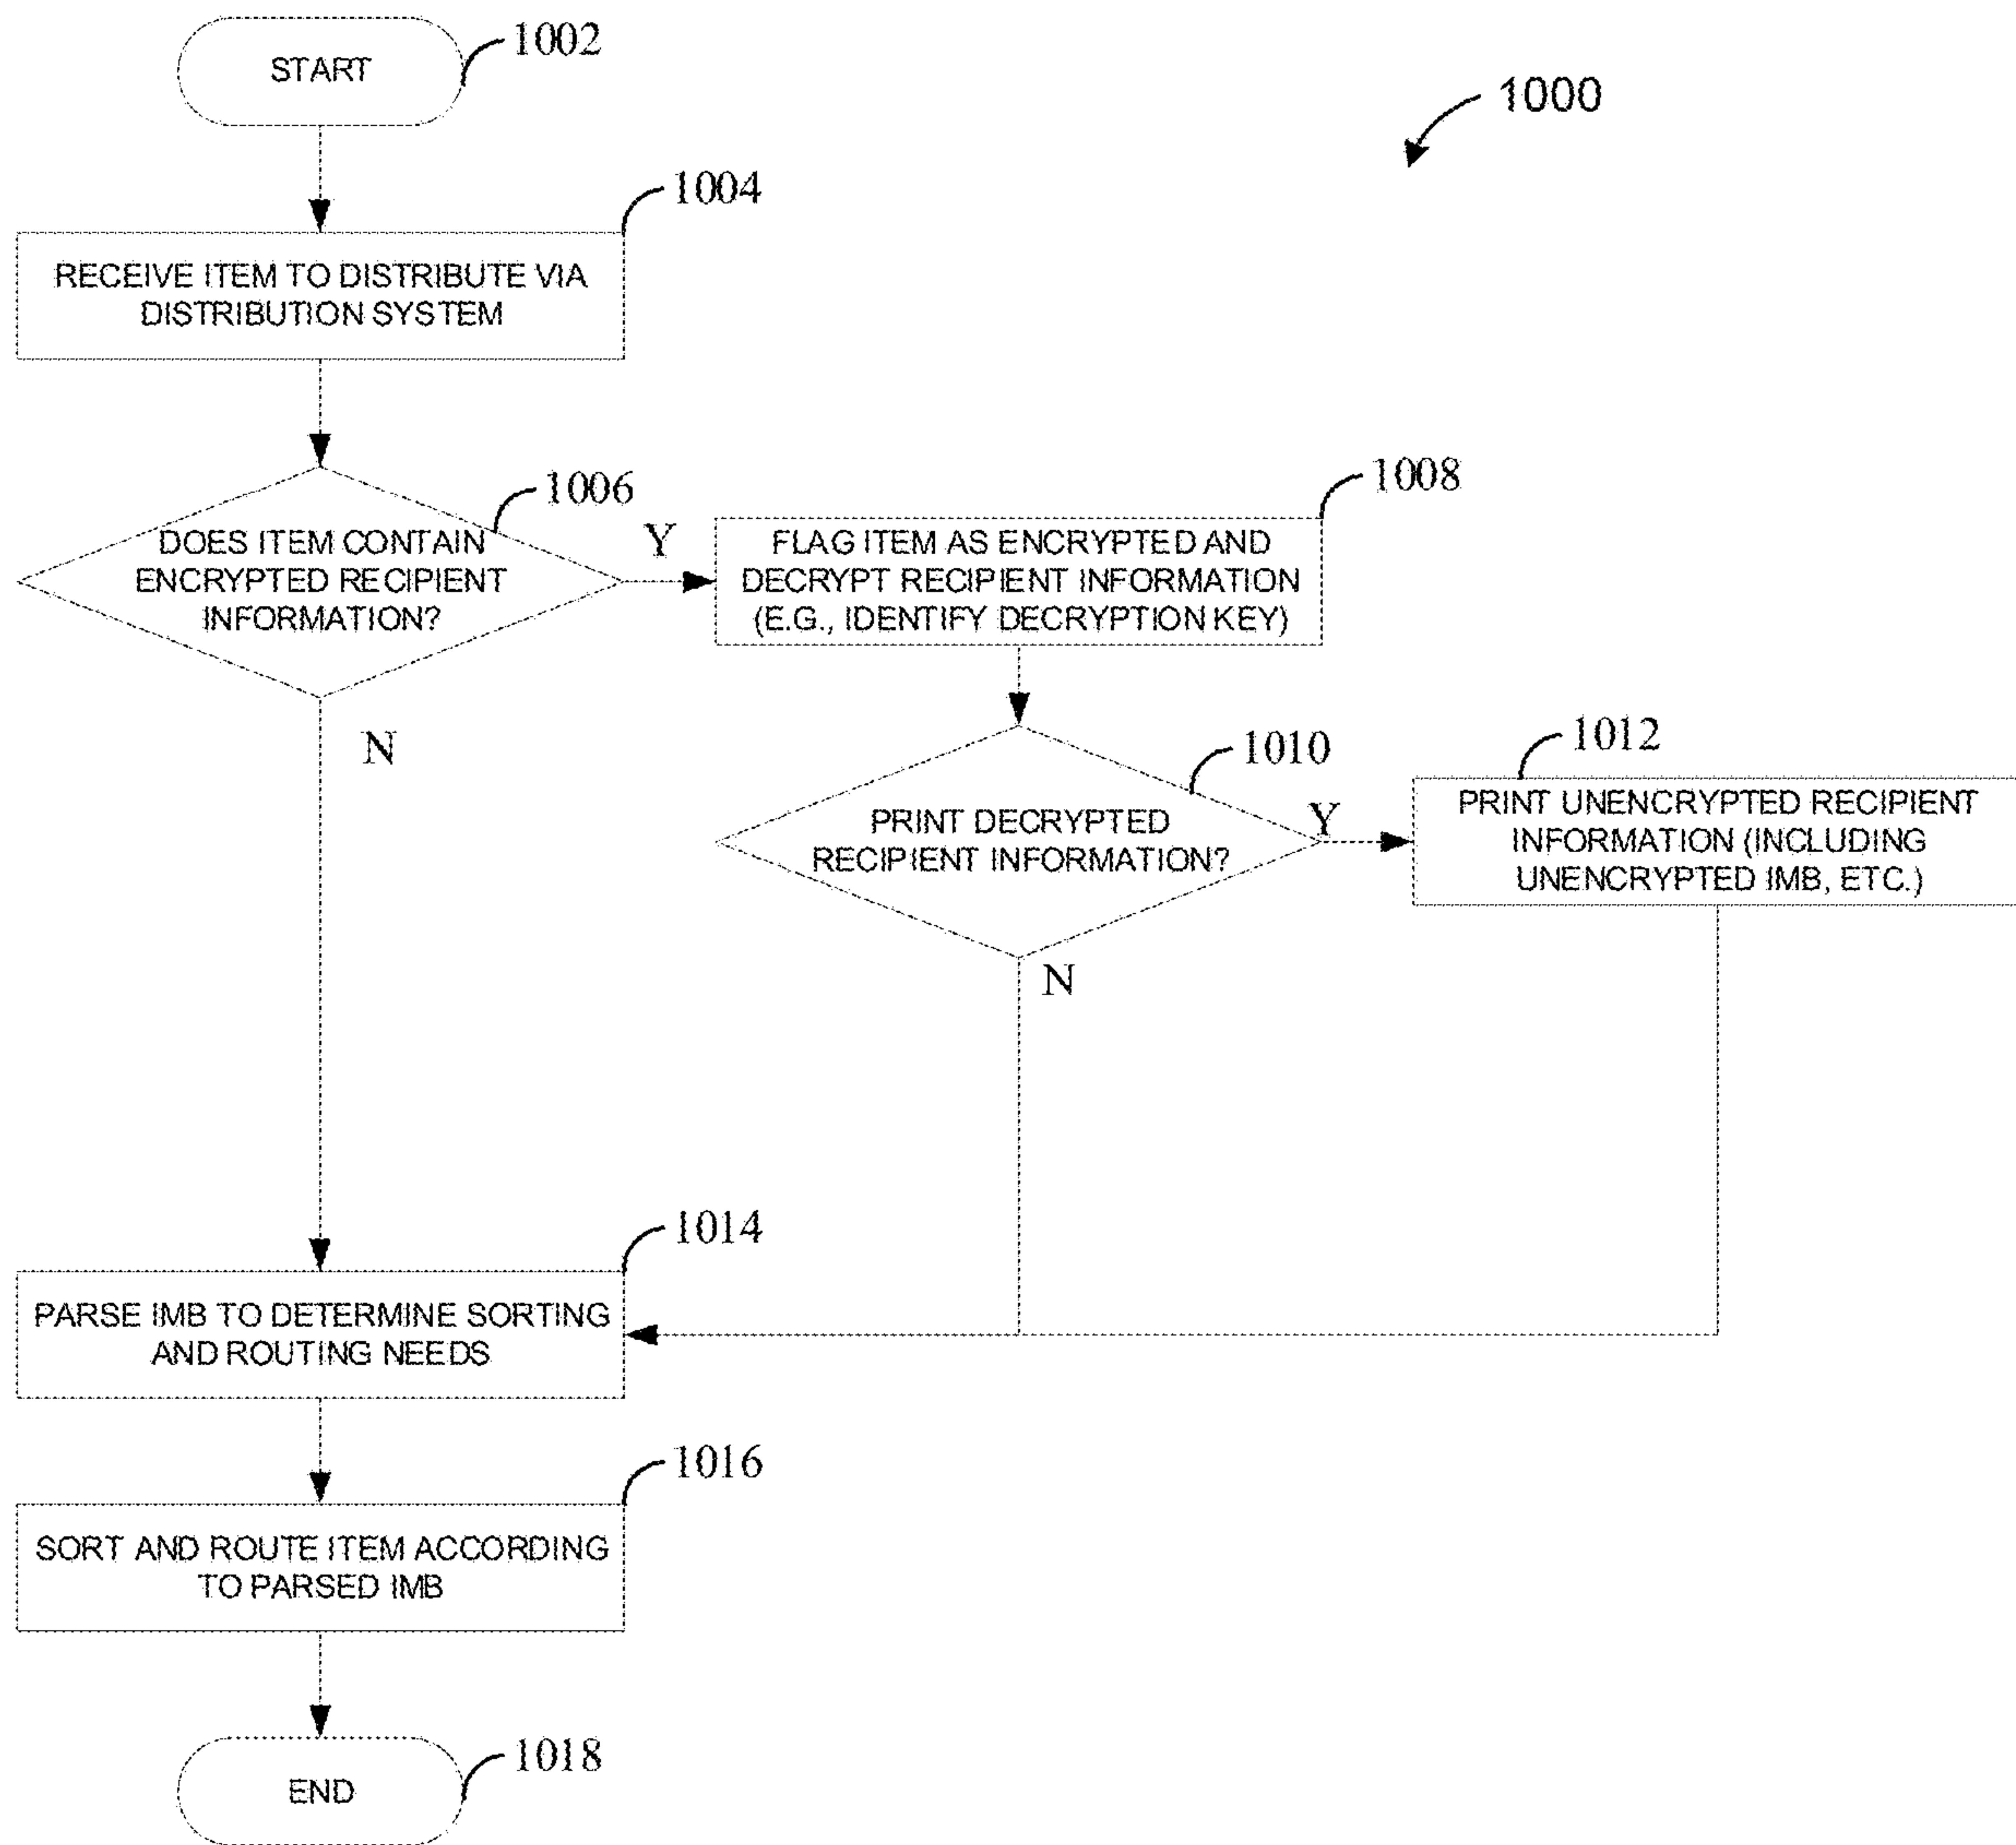 1002
START
1000
1004
RECEIVE ITEM TO DISTRIBUTE VIA
DISTRIBUTION SYSTEM
1006
DOES ITEM CONTAIN
ENCRYPTED RECIPIENT
INFORMATION?
Y
N
1008
FLAG ITEM AS ENCRYPTED AND
DECRYPT RECIPIENT INFORMATION
(E.G., IDENTIFY DECRYPTION KEY)
1010
PRINT DECRYPTED
RECIPIENT INFORMATION?
Y
N
1012
PRINT UNENCRYPTED RECIPIENT
INFORMATION (INCLUDING
UNENCRYPTED IMB, ETC.)
1014
PARSE IMB TO DETERMINE SORTING
AND ROUTING NEEDS
1016
SORT AND ROUTE ITEM ACCORDING
TO PARSED IMB
1018
END